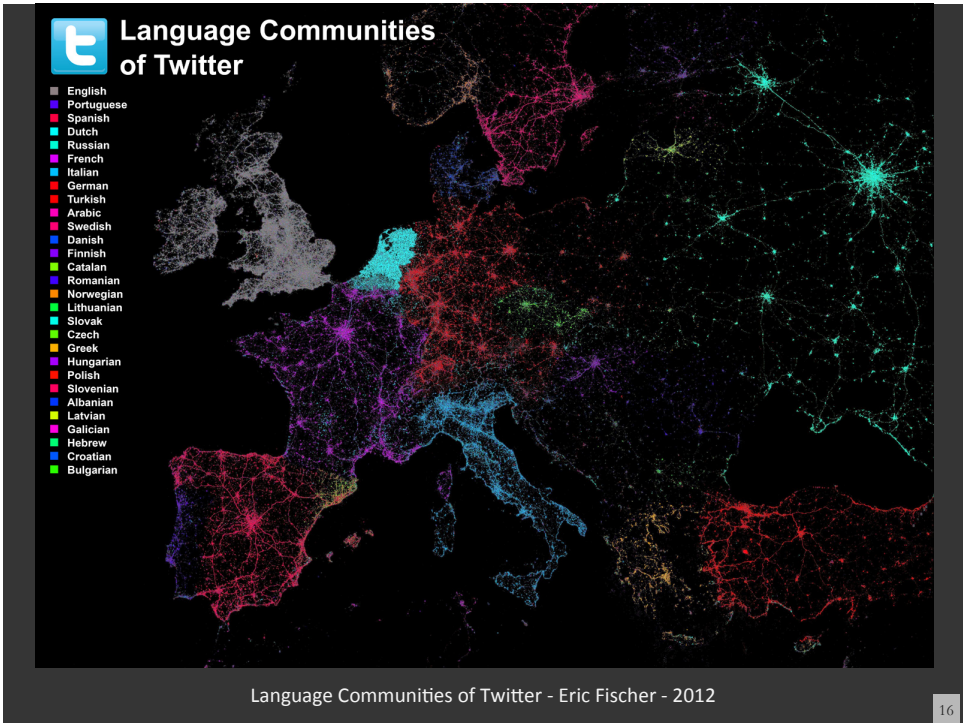 Language Communities
of Twitter
English
Portuguese
Spanish
Dutch
Russian
French
Italian
German
Turkish
Arabic
Swedish
Danish
Finnish
Catalan
Romanian
Norwegian
Lithuanian
Slovak
Czech
Greek
Hungarian
Polish
Slovenian
Albanian
Latvian
Galician
Hebrew
Croatian
Bulgarian
Language Communities of Twitter - Eric Fischer - 2012
16